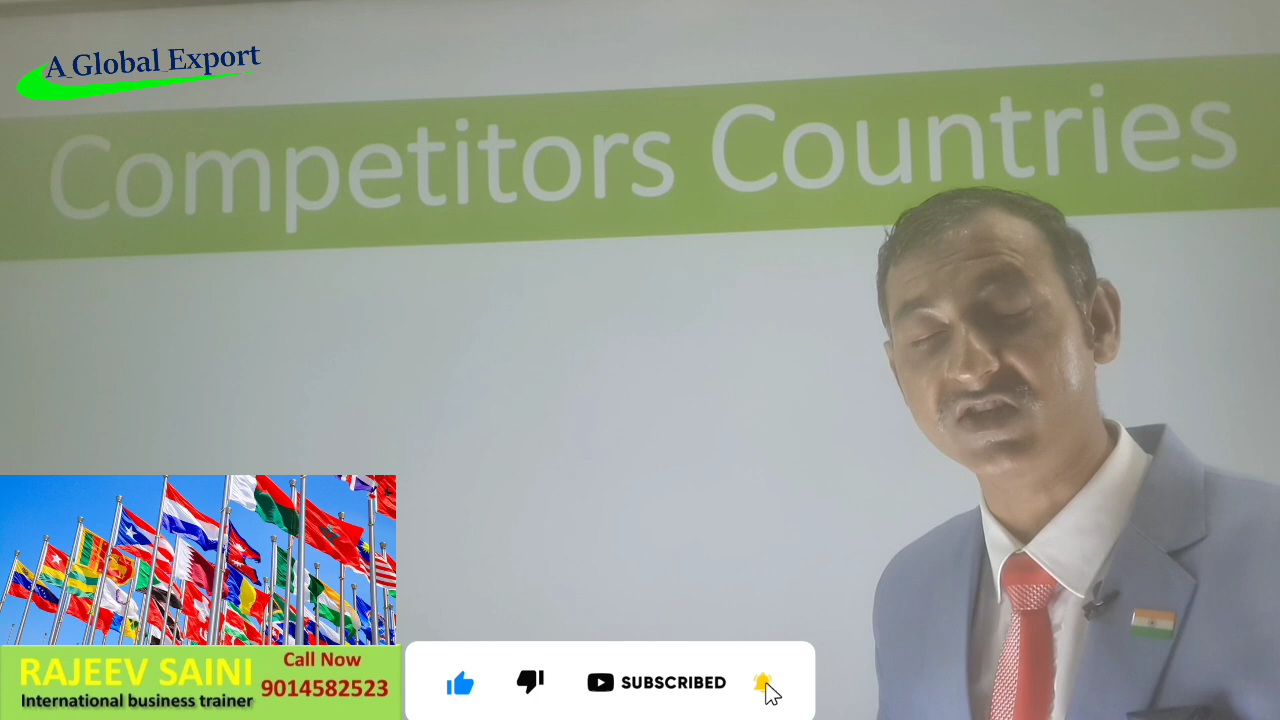 A Global Export
Competitors Countries
RAJEEV SAINI
International business trainer
Call Now
9014582523
SUBSCRIBED